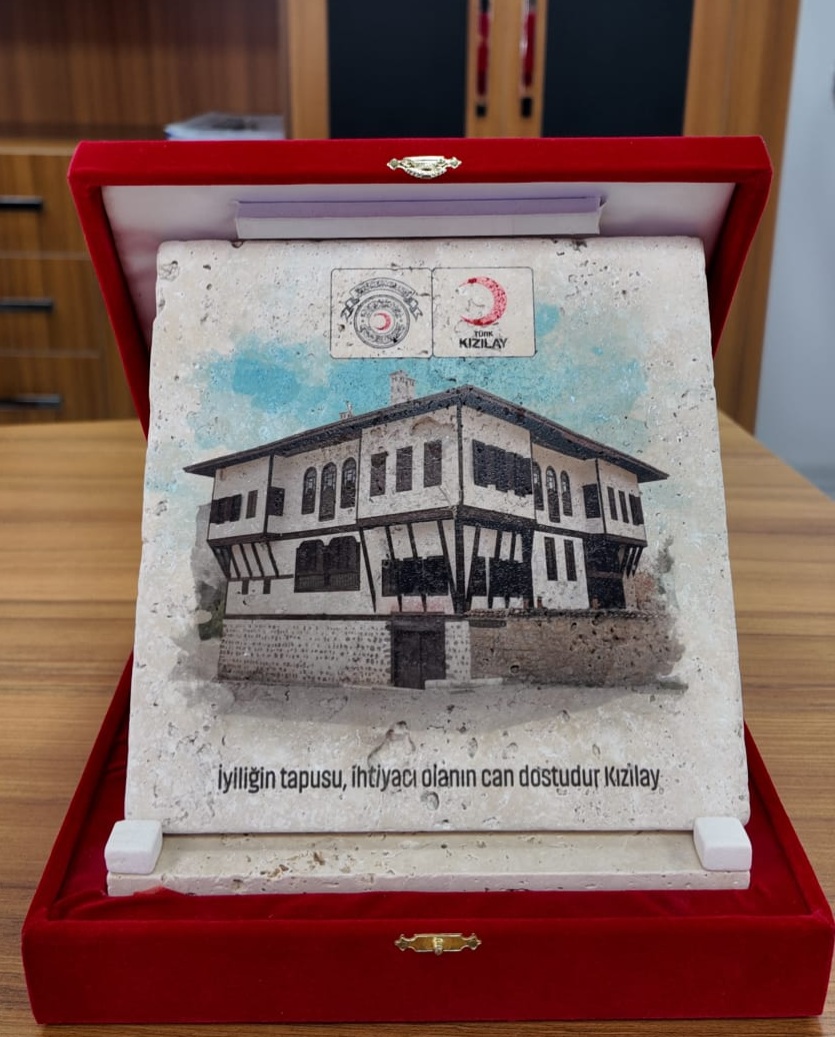 TÜRK
KIZILAY
İyiliğin tapusu, ihtiyacı olanın can dostudur Kızılay